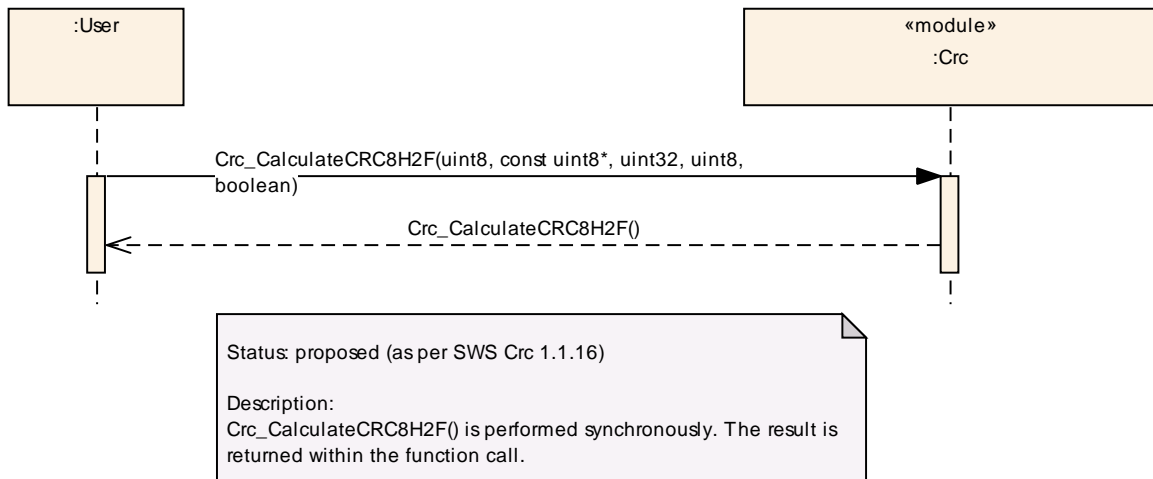 :User
«module»
:Crc
Crc_CalculateCRC8H2F(uint8, const uint8*, uint32, uint8,
boolean)
Crc_CalculateCRC8H2F()
Status: proposed (as per SWS Crc 1.1.16)
Description:
Crc_CalculateCRC8H2F() is performed synchronously. The result is
returned within the function call.